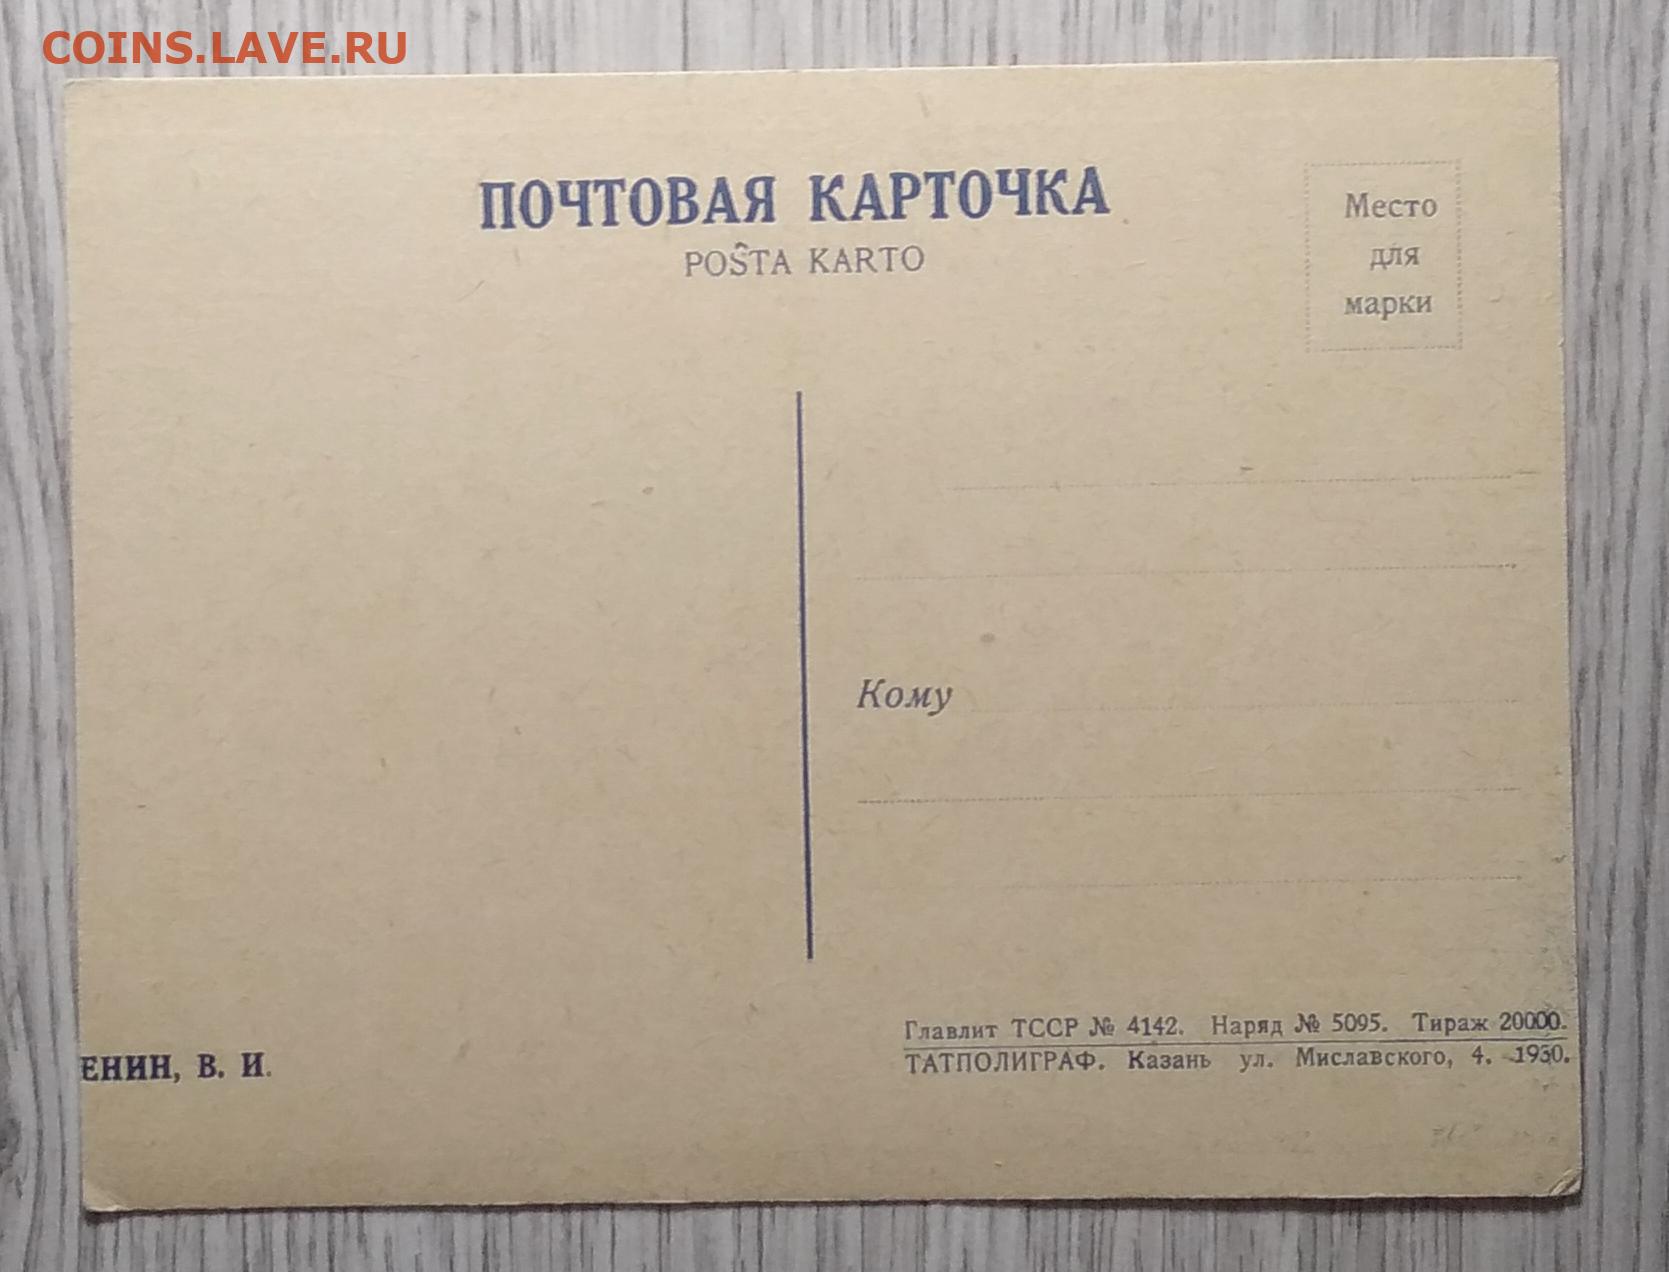 COINS.LAVE.RU
ПОЧТОВАЯ КАРТОЧКА
POŜTA KARTO
Место
для
марки
Кому
Главлит ТССР № 4142. Наряд № 5095. Тираж 20000.
ТАТПОЛИГРАФ. Казань ул. Миславского, 4. 1930.
ЕНИН, В. И.